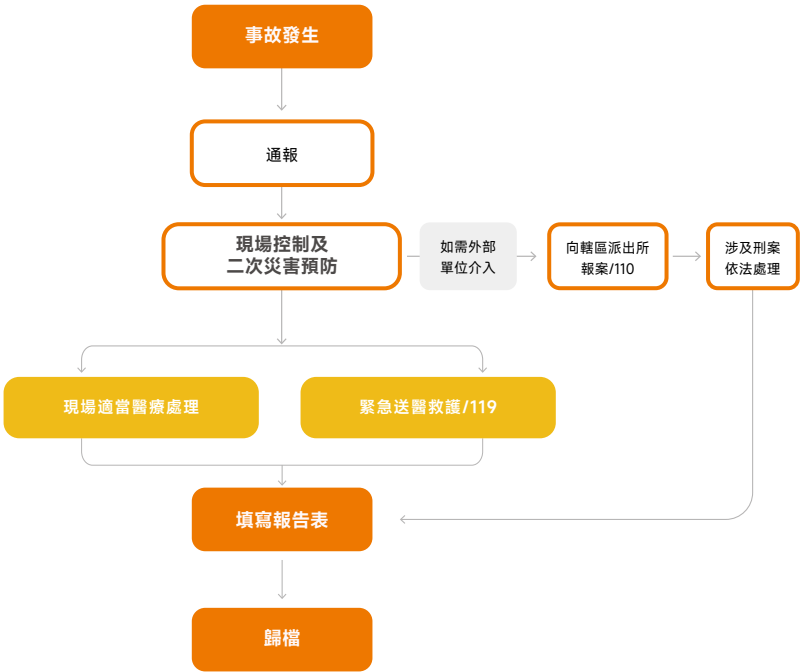 事故發生
通報
現場控制及
二次災害預防
如需外部
單位介入
向轄區派出所
報案/110
涉及刑案
依法處理
現場適當醫療處理
緊急送醫救護/119
填寫報告表
歸檔